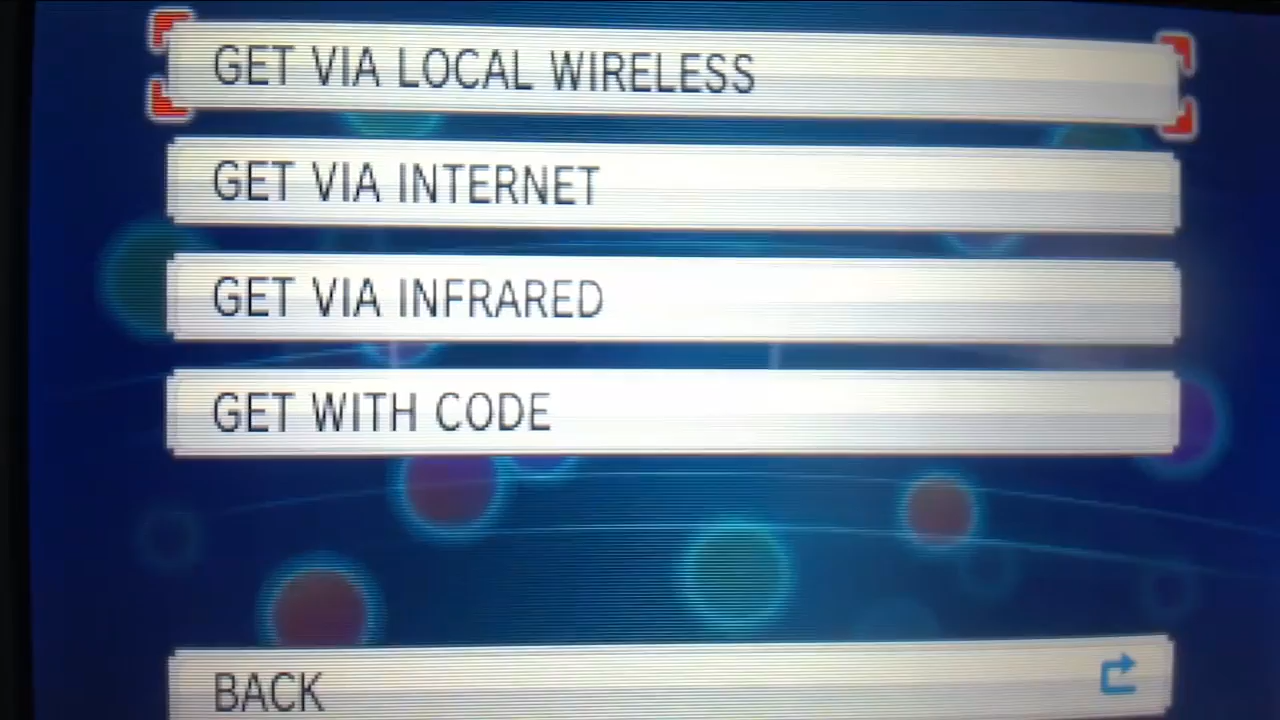 GET VIA LOCAL WIRELESS
GET VIA INTERNET
GET VIA INFRARED
GET WITH CODE
BACK